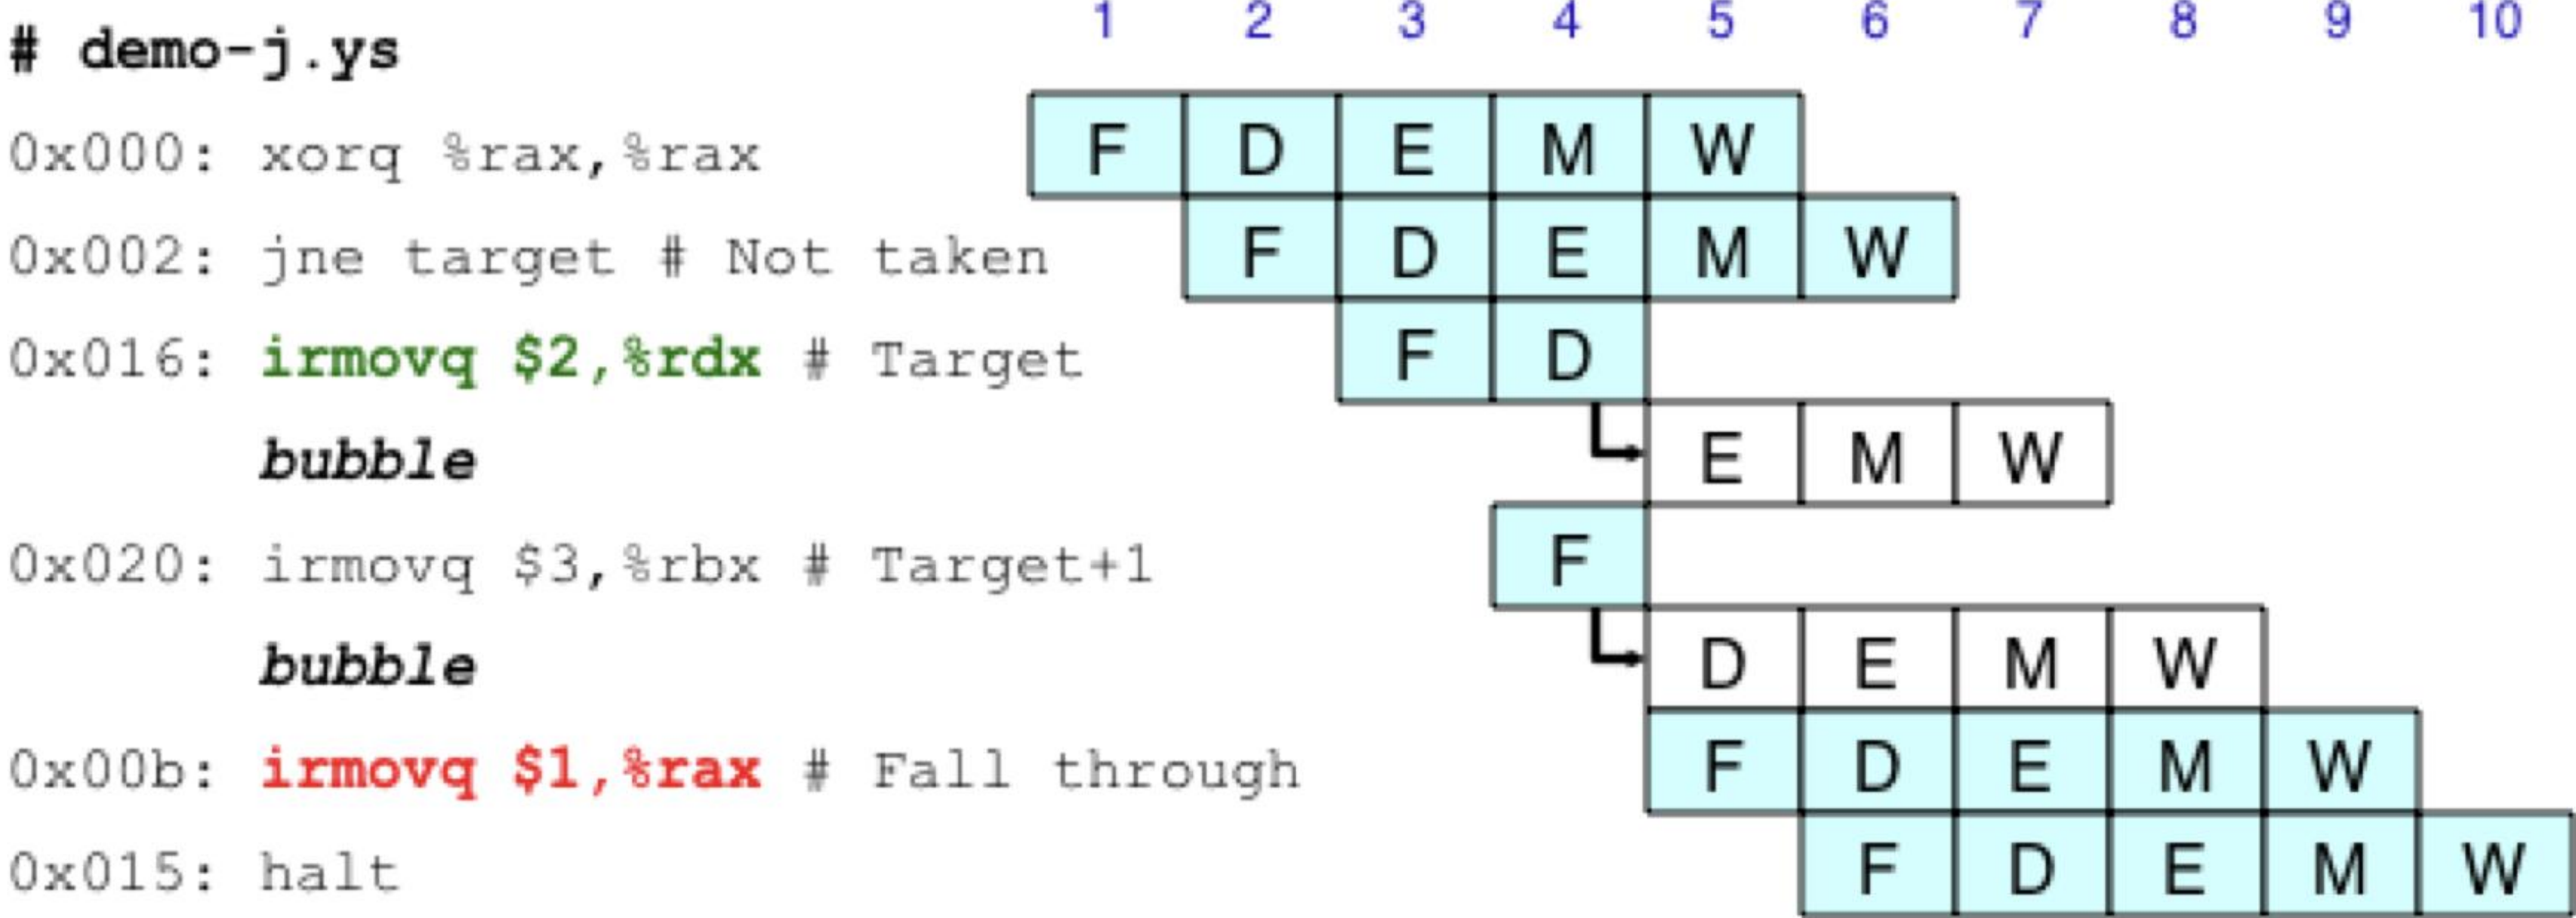 1 2 3 4 5 6 7 8 9 10
# demo-j.ys
0x000: xorq %rax,%rax F D E M W
0x002: jne target # Not taken F D E M W
0x016: irmovq $2,%rdx # Target F D
bubble E M W
0x020: irmovq $3,%rbx # Target+1 F
bubble D E M W
0x00b: irmovq $1,%rax # Fall through F D E M W
0x015: halt F D E M W